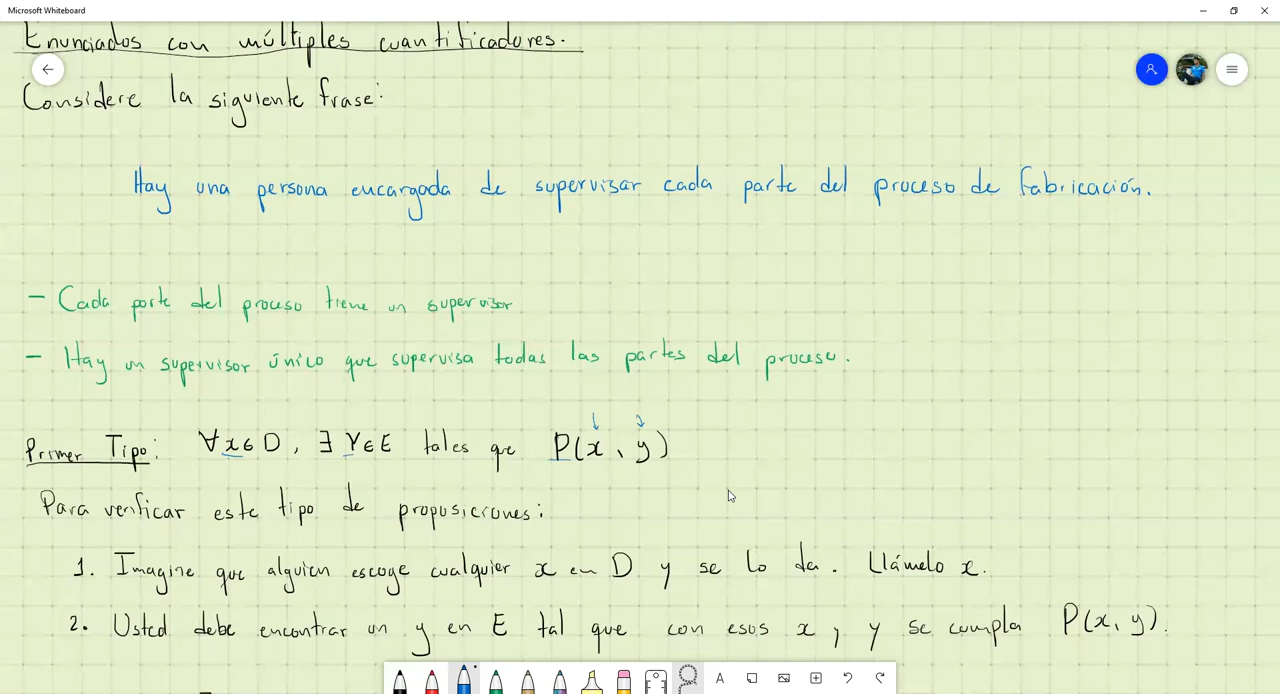 Microsoft Whiteboard
Enunciados con múltiples cuantificadores.
Considere la siguiente frase:
Hay una persona encargada de supervisar cada parte del proceso de fabricación.
- Cada parte del proceso tiene un supervisor
- Hay un supervisor único que supervisa todas las partes del proceso.
Primer Tipo: ∀x∈D, ∃ Y∈E tales que P(x, y)
Para verificar este tipo de proposiciones:
1. Imagine que alguien escoge cualquier x en D y se lo da. Llámelo x.
2. Usted debe encontrar un y en E tal que con esos x, y se cumpla P(x, y).